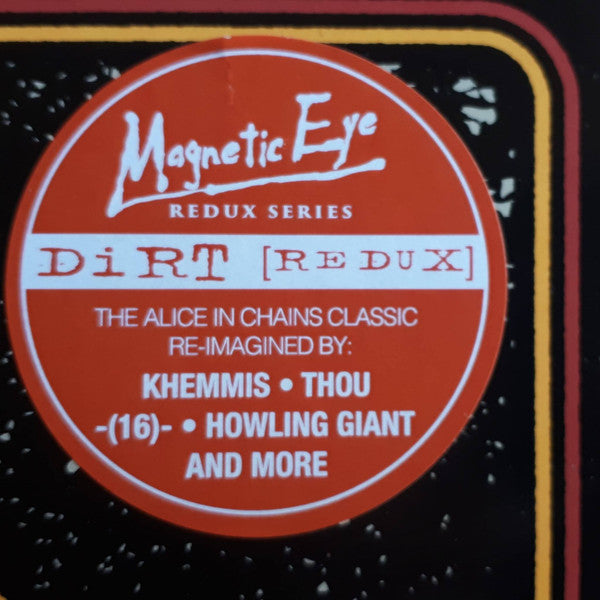 Magnetic Eye
REDUX SERIES
DiRT [REDUX]
THE ALICE IN CHAINS CLASSIC
RE-IMAGINED BY:
KHEMMIS • THOU
-(16)- • HOWLING GIANT
AND MORE